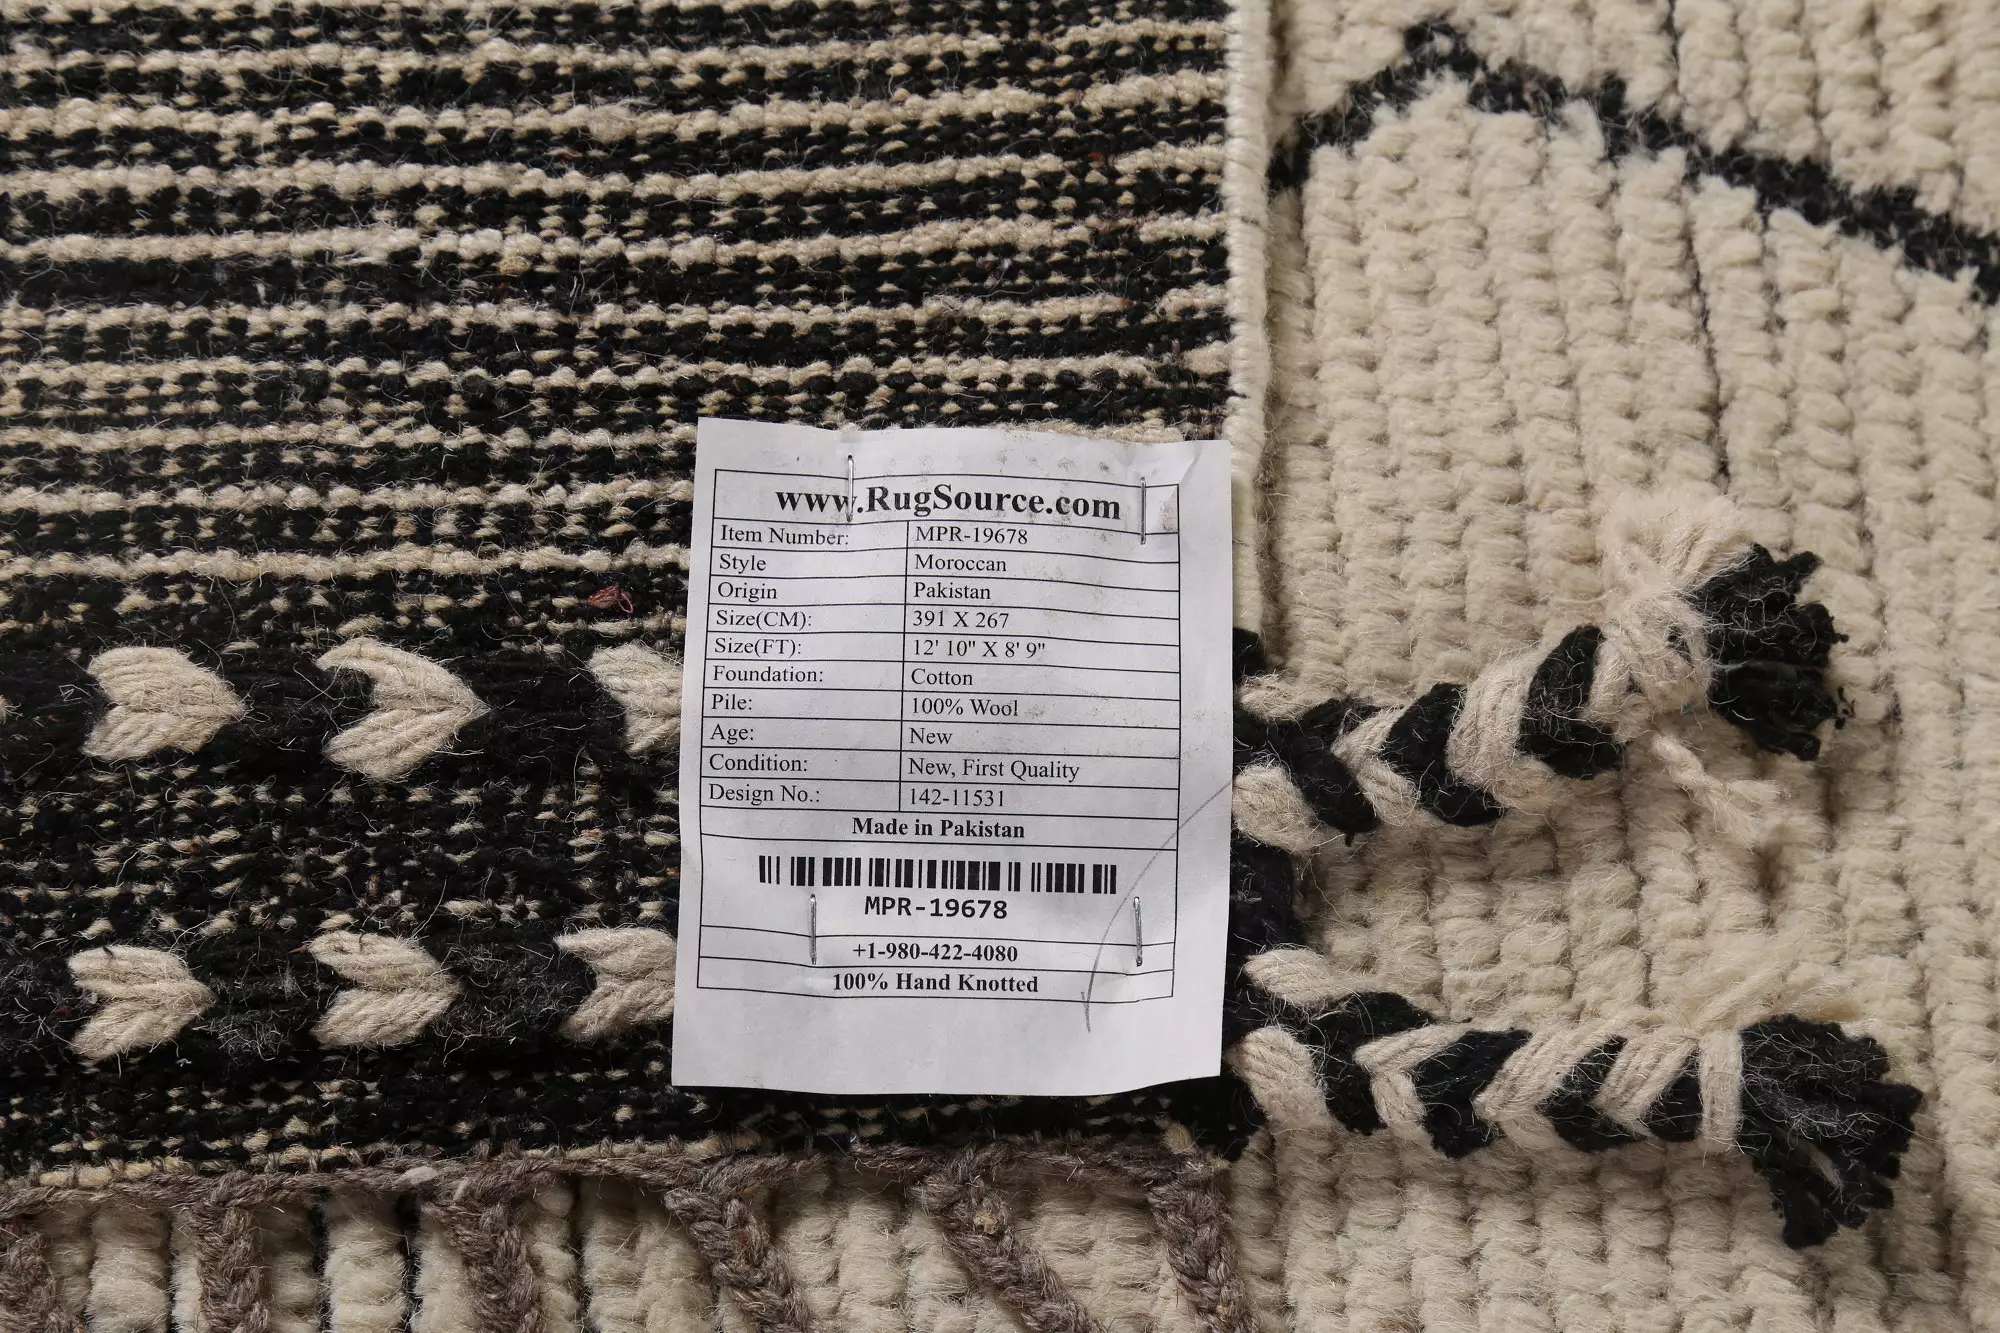 www.RugSource.com
Item Number: MPR-19678
Style Moroccan
Origin Pakistan
Size(CM): 391 X 267
Size(FT): 12' 10" X 8' 9"
Foundation: Cotton
Pile: 100% Wool
Age: New
Condition: New, First Quality
Design No.: 142-11531
Made in Pakistan
MPR-19678
+1-980-422-4080
100% Hand Knotted